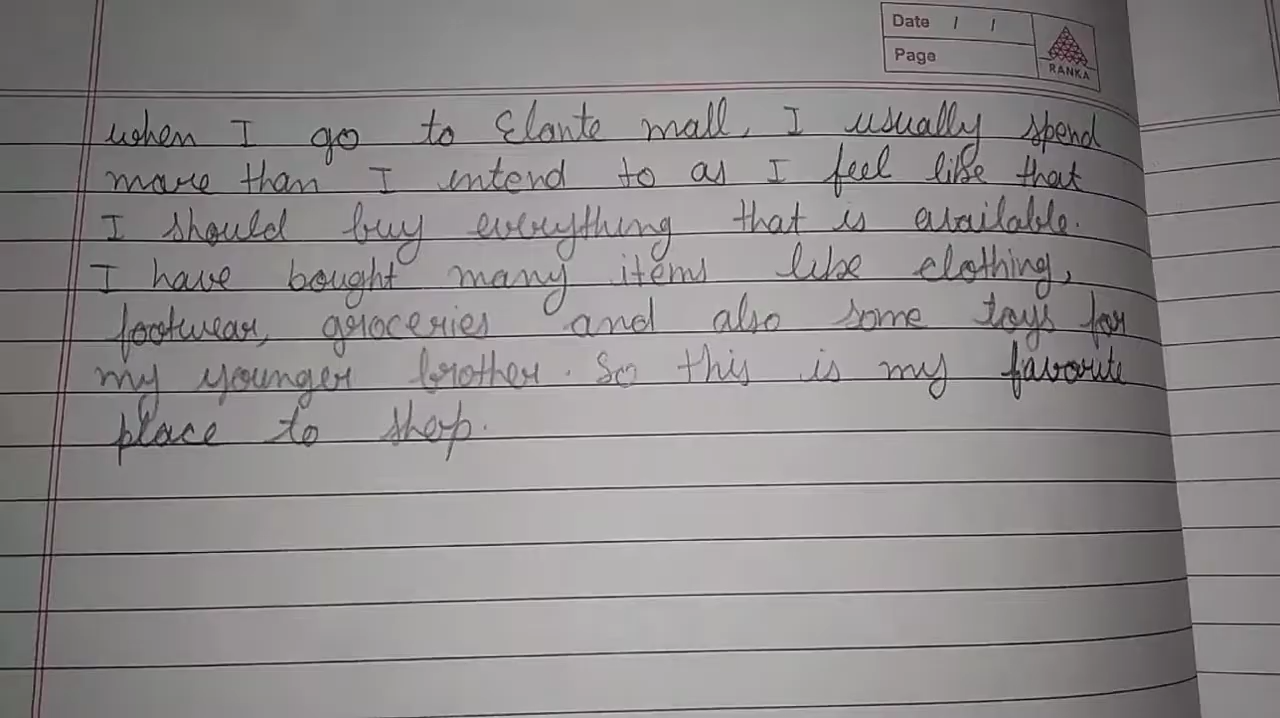 Date / /
Page
RANKA
when I go to Elante mall, I usually spend
more than I intend to as I feel like that
I should buy everything that is available.
I have bought many items like clothing,
footwear, groceries and also some toys for
my younger brother. So this is my favorite
place to shop.